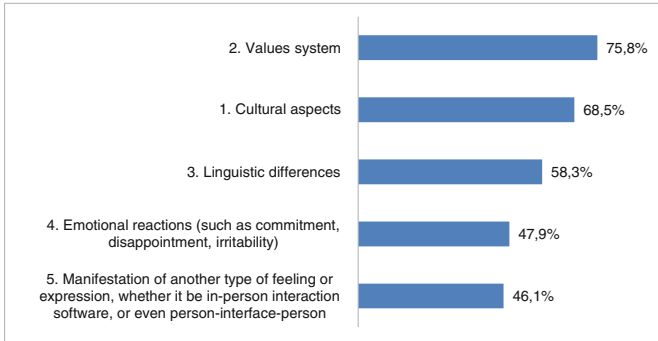 2. Values system
75,8%
1. Cultural aspects
68,5%
3. Linguistic differences
58,3%
4. Emotional reactions (such as commitment,
disappointment, irritability)
47,9%
5. Manifestation of another type of feeling or
expression, whether it be in-person interaction
software, or even person-interface-person
46,1%